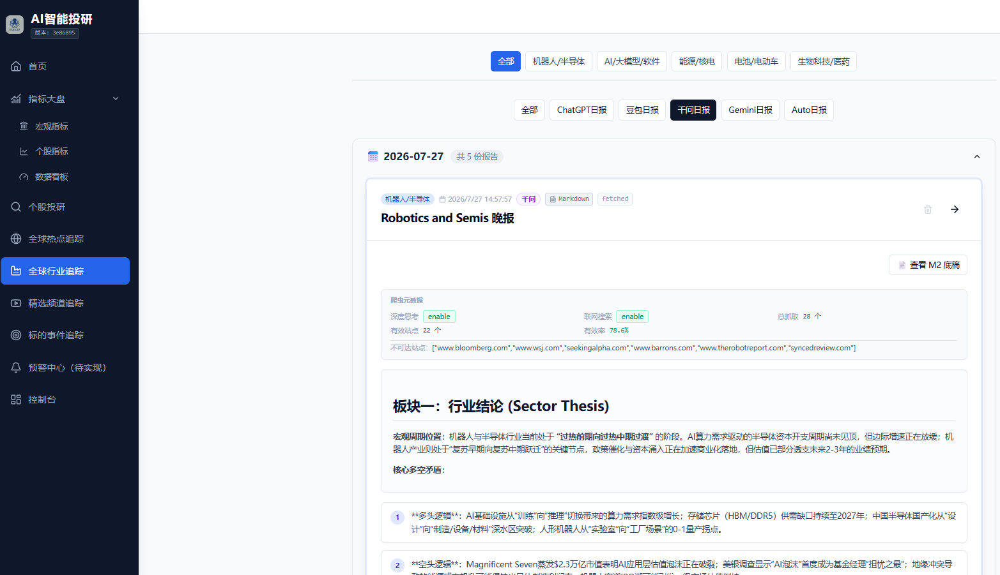 AI智能投研
版本: 3e86895
首页
指标大盘
宏观指标
个股指标
数据看板
个股投研
全球热点追踪
全球行业追踪
精选频道追踪
标的事件追踪
预警中心（待实现）
控制台
全部 机器人/半导体 AI/大模型/软件 能源/核电 电池/电动车 生物科技/医药
全部 ChatGPT日报 豆包日报 千问日报 Gemini日报 Auto日报
2026-07-27 共 5 份报告
机器人/半导体 2026/7/27 14:57:57 千问 Markdown fetched
Robotics and Semis 晚报
查看 M2 底稿
爬虫元数据
深度思考 enable 联网搜索 enable 总抓取 28 个
有效站点 22 个 有效率 78.6%
不可达站点: ["www.bloomberg.com","www.wsj.com","seekingalpha.com","www.barrons.com","www.therobotreport.com","syncedreview.com"]
板块一：行业结论 (Sector Thesis)
宏观周期位置：机器人与半导体行业当前处于 “过热前期向过热中期过渡” 的阶段。AI算力需求驱动的半导体资本开支周期尚未见顶，但边际增速正在放缓；机
器人产业则处于“复苏早期向复苏中期跃迁”的关键节点，政策催化与资本涌入正在加速商业化落地，但估值已部分透支未来2-3年的业绩预期。
核心多空矛盾：
1 **多头逻辑**：AI基础设施从“训练”向“推理”切换带来的算力需求指数级增长；存储芯片（HBM/DDR5）供需缺口持续至2027年；中国半导体国产化从“设
计”向“制造/设备/材料”深水区突破；人形机器人从“实验室”向“工厂场景”的0-1量产拐点。
2 **空头逻辑**：Magnificent Seven蒸发$2.3万亿市值表明AI应用层估值泡沫正在破裂；美银调查显示“AI泡沫”首度成为基金经理“担忧之最”；地缘冲突导